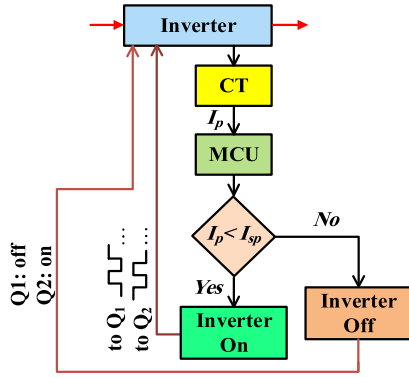 Inverter
CT
Iₚ
MCU
Iₚ< Iₛₚ
No
Yes
Q1: off
Q2: on
to Q₁ ...
to Q₂ ...
Inverter
On
Inverter
Off